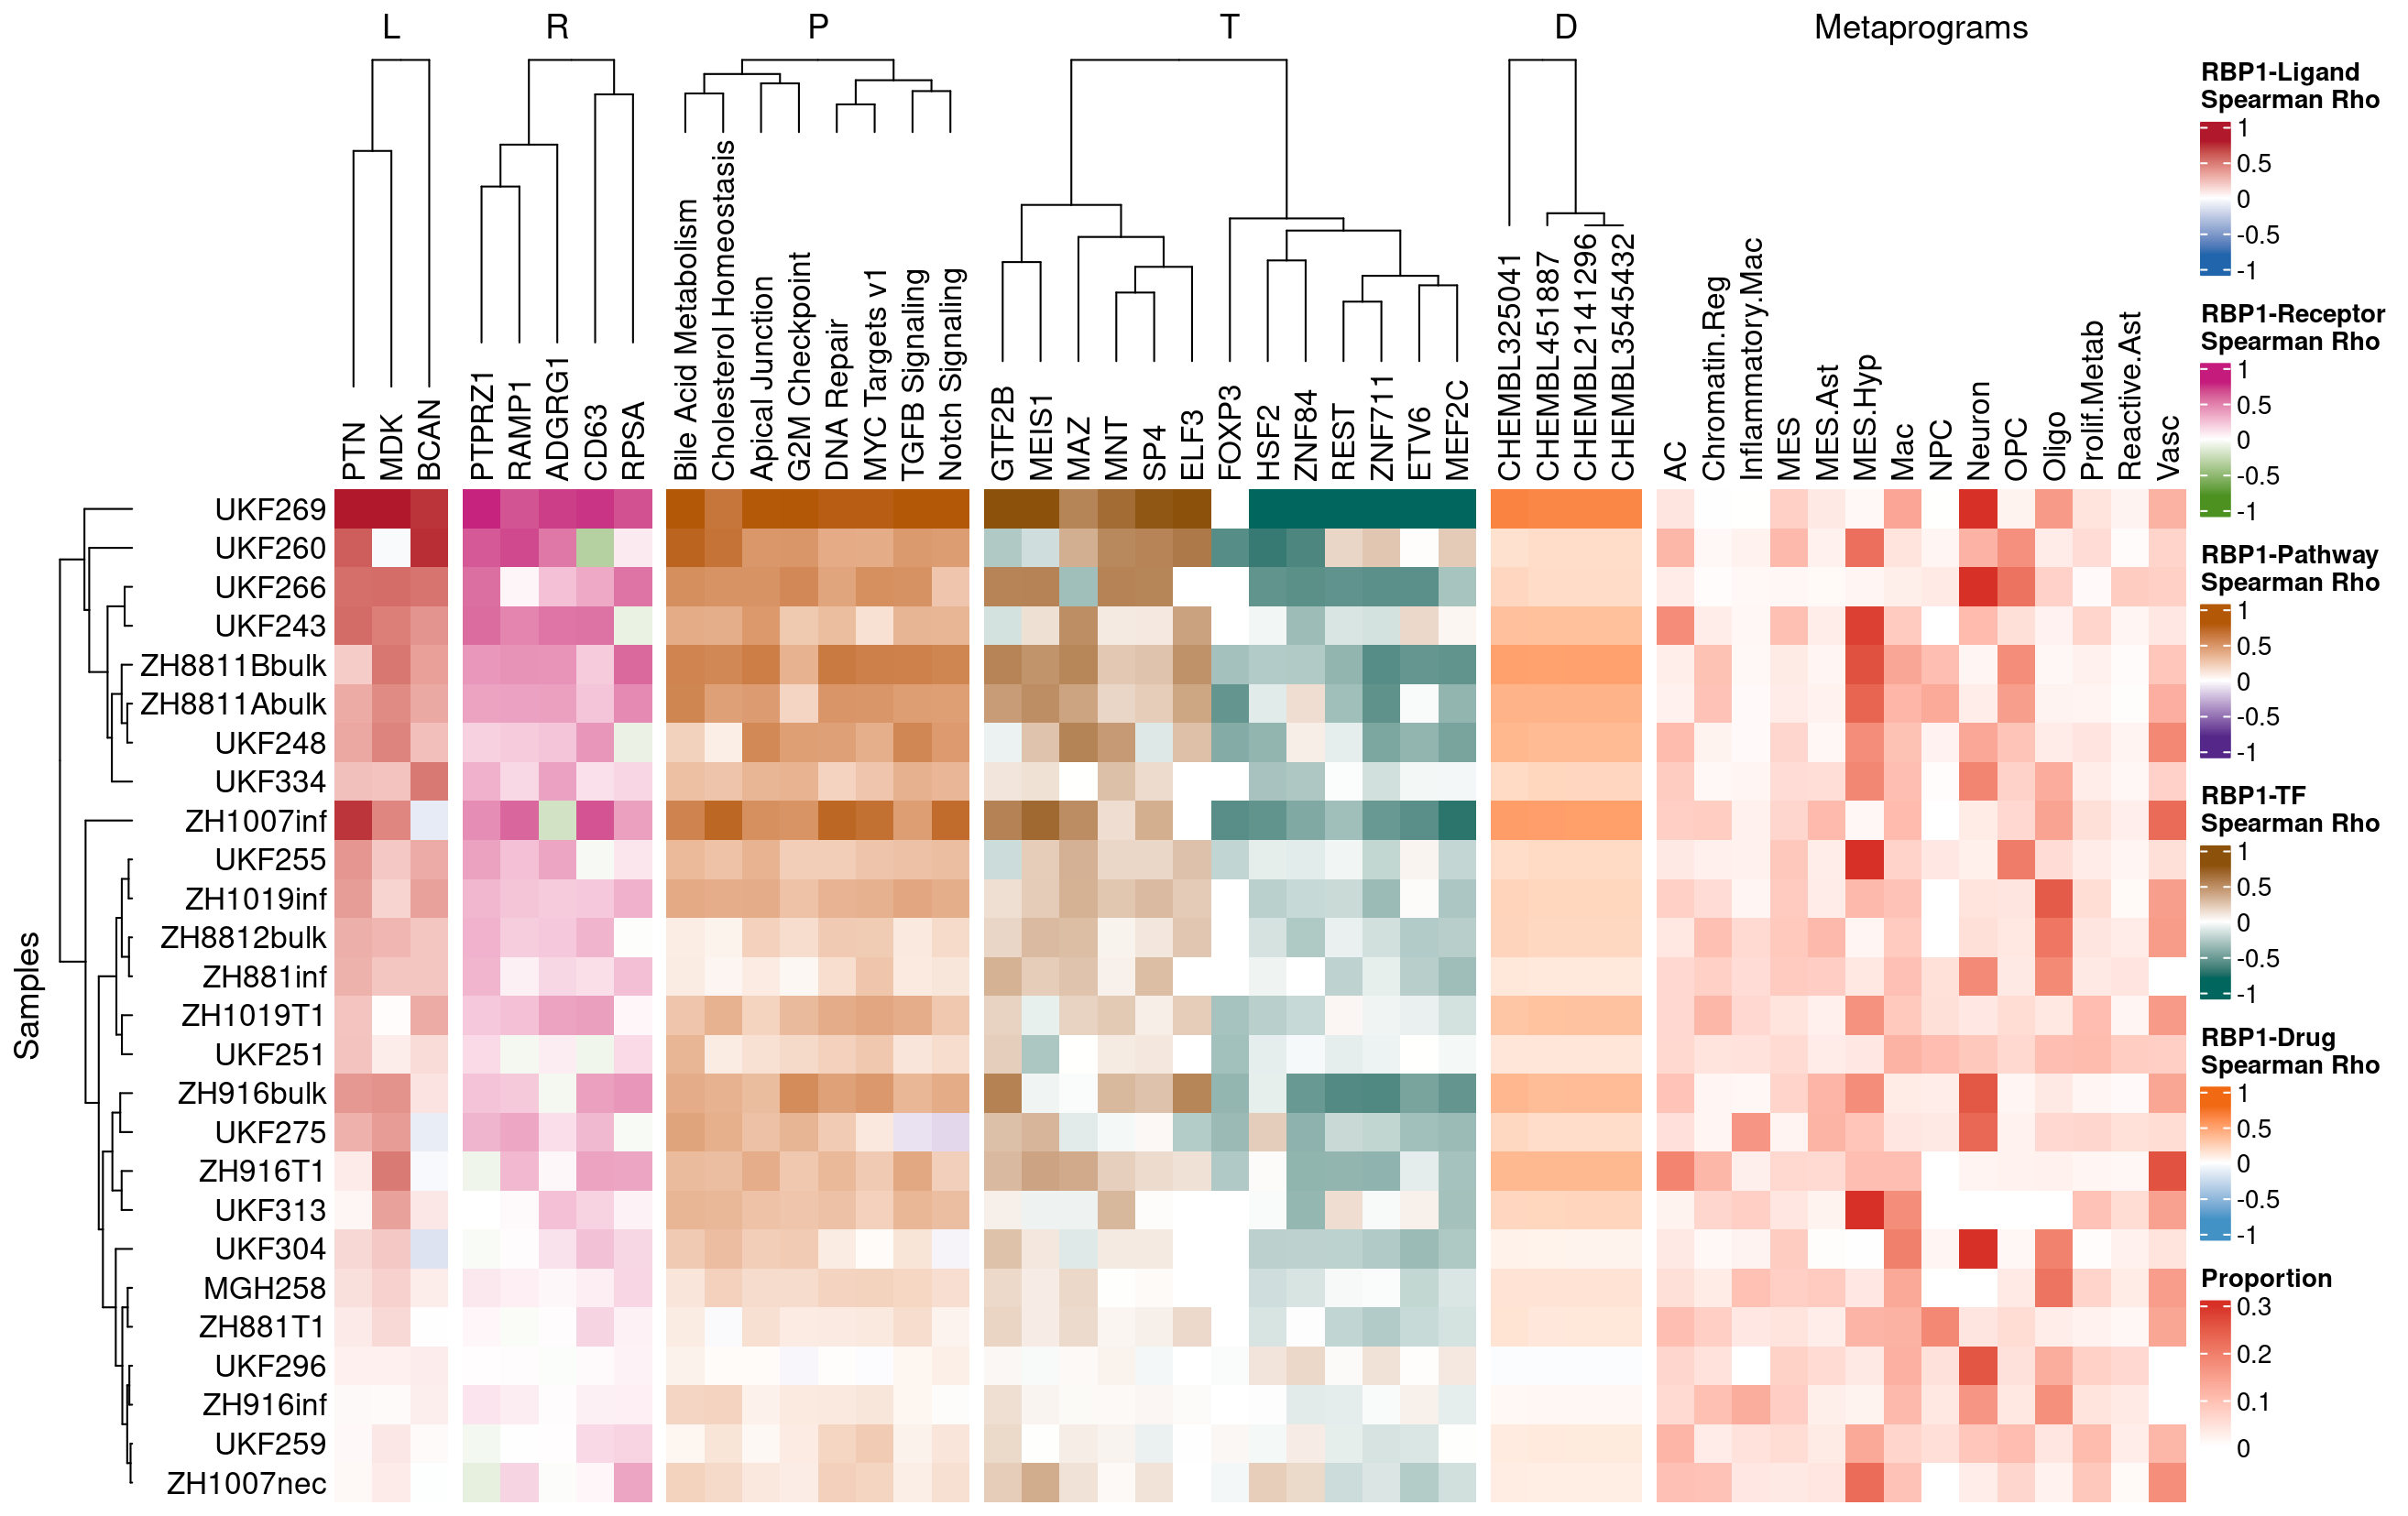 L R P T D Metaprograms
PTN
MDK
BCAN
PTPRZ1
RAMP1
ADGRG1
CD63
RPSA
Bile Acid Metabolism
Cholesterol Homeostasis
Apical Junction
G2M Checkpoint
DNA Repair
MYC Targets v1
TGFB Signaling
Notch Signaling
GTF2B
MEIS1
MAZ
MNT
SP4
ELF3
FOXP3
HSF2
ZNF84
REST
ZNF711
ETV6
MEF2C
CHEMBL325041
CHEMBL451887
CHEMBL2141296
CHEMBL3545432
AC
Chromatin.Reg
Inflammatory.Mac
MES
MES.Ast
MES.Hyp
Mac
NPC
Neuron
OPC
Oligo
Prolif.Metab
Reactive.Ast
Vasc
Samples
UKF269
UKF260
UKF266
UKF243
ZH8811Bbulk
ZH8811Abulk
UKF248
UKF334
ZH1007inf
UKF255
ZH1019inf
ZH8812bulk
ZH881inf
ZH1019T1
UKF251
ZH916bulk
UKF275
ZH916T1
UKF313
UKF304
MGH258
ZH881T1
UKF296
ZH916inf
UKF259
ZH1007nec
RBP1-Ligand
Spearman Rho
1
0.5
0
-0.5
-1
RBP1-Receptor
Spearman Rho
1
0.5
0
-0.5
-1
RBP1-Pathway
Spearman Rho
1
0.5
0
-0.5
-1
RBP1-TF
Spearman Rho
1
0.5
0
-0.5
-1
RBP1-Drug
Spearman Rho
1
0.5
0
-0.5
-1
Proportion
0.3
0.2
0.1
0